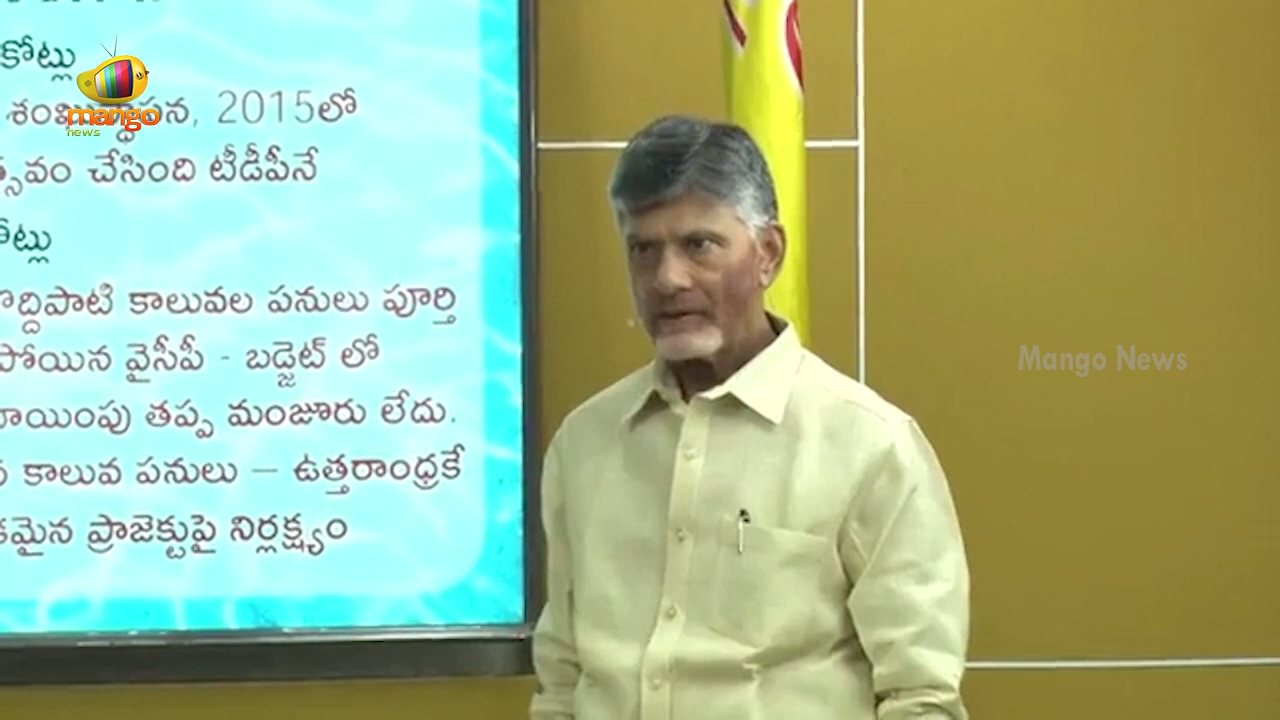 కోట్లు
mango
news
శంఖుస్థాపన, 2015లో
చేసింది టీడీపీనే
కాలువల పనులు పూర్తి
వైసీపీ - బడ్జెట్ లో
తప్ప మంజూరు లేదు.
కాలువ పనులు – ఉత్తరాంధ్రకే
ప్రాజెక్టుపై నిర్లక్ష్యం
Mango News